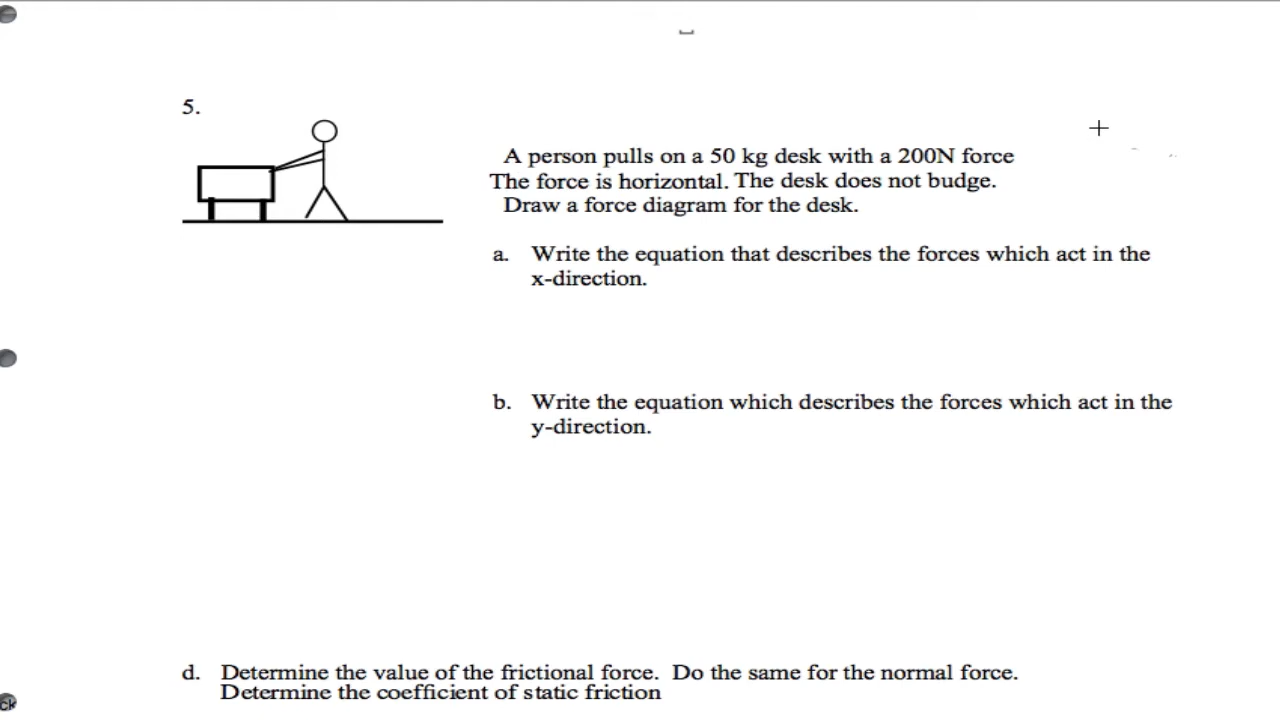 5.
A person pulls on a 50 kg desk with a 200N force
The force is horizontal. The desk does not budge.
Draw a force diagram for the desk.
a. Write the equation that describes the forces which act in the
x-direction.
b. Write the equation which describes the forces which act in the
y-direction.
d. Determine the value of the frictional force. Do the same for the normal force.
Determine the coefficient of static friction
ck